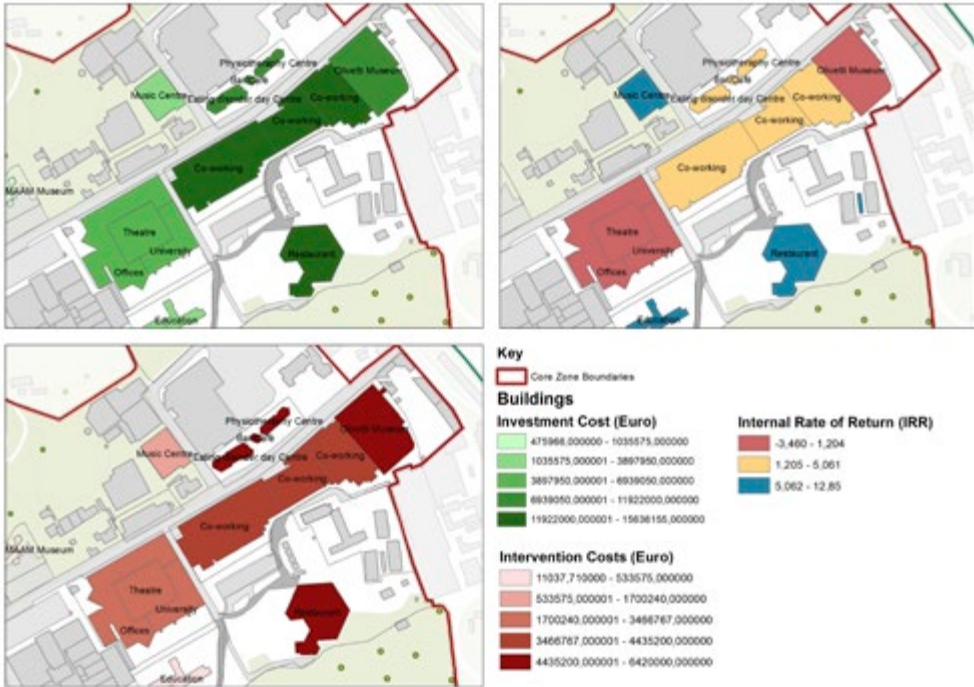 Physiotheraphy Centre
Bar/Cafe
Olivetti Museum
Music Centre
Eating disorder day Centre
Co-working
Co-working
Co-working
MAAM Museum
Theatre
University
Offices
Restaurant
Education
Physiotheraphy Centre
Bar/Cafe
Olivetti Museum
Music Centre
Eating disorder day Centre
Co-working
Co-working
Co-working
Theatre
University
Offices
Restaurant
Education
Physiotheraphy Centre
Bar/Cafe
Olivetti Museum
Music Centre
Eating disorder day Centre
Co-working
Co-working
Co-working
MAAM Museum
Theatre
University
Offices
Restaurant
Education
Key
Core Zone Boundaries
Buildings
Investment Cost (Euro)
475966,000000 - 1035575,000000
1035575,000001 - 3897950,000000
3897950,000001 - 6939050,000000
6939050,000001 - 11922000,000000
11922000,000001 - 15636155,000000
Internal Rate of Return (IRR)
-3,460 - 1,204
1,205 - 5,061
5,062 - 12,85
Intervention Costs (Euro)
11037,710000 - 533575,000000
533575,000001 - 1700240,000000
1700240,000001 - 3466767,000000
3466767,000001 - 4435200,000000
4435200,000001 - 6420000,000000